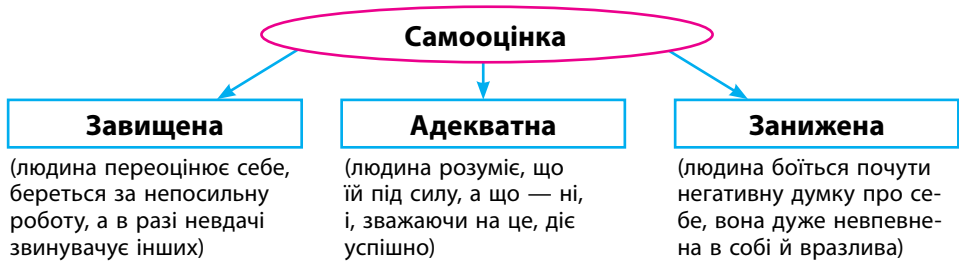 Самооцінка
Завищена
(людина переоцінює себе,
береться за непосильну
роботу, а в разі невдачі
звинувачує інших)
Адекватна
(людина розуміє, що
їй під силу, а що — ні,
і, зважаючи на це, діє
успішно)
Занижена
(людина боїться почути
негативну думку про се-
бе, вона дуже невпевне-
на в собі й вразлива)